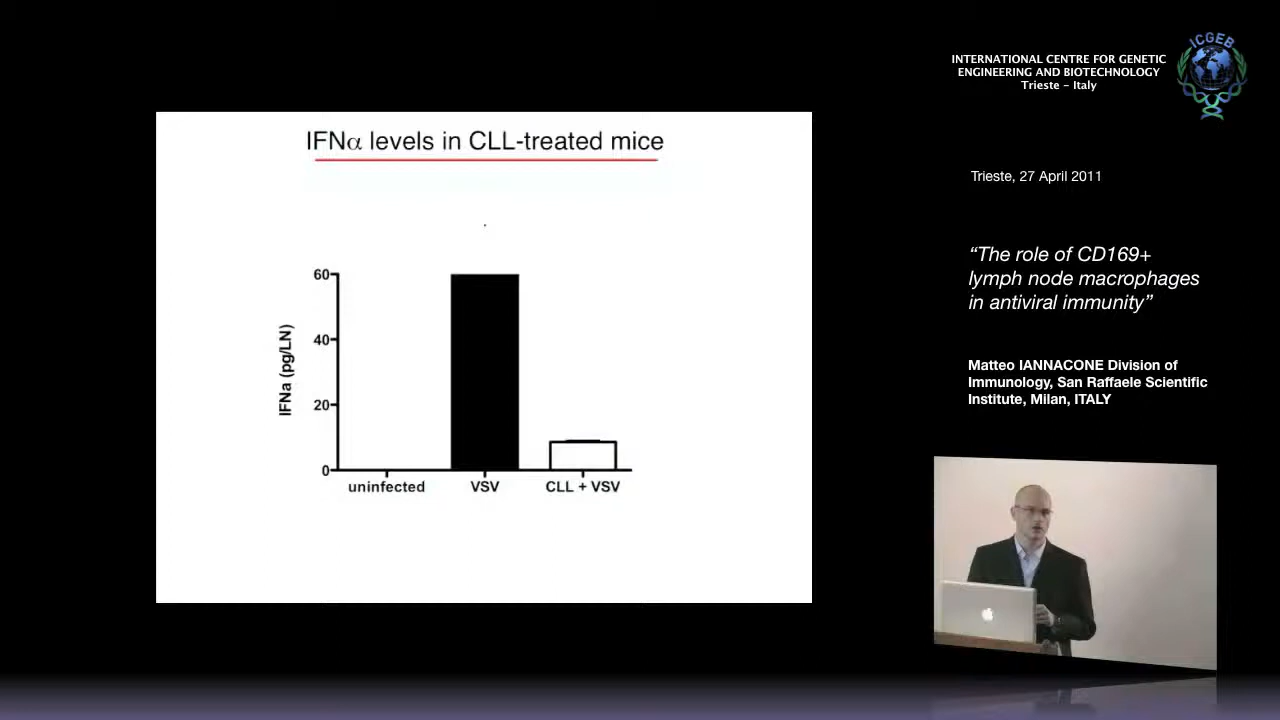 IFNα levels in CLL-treated mice
60
40
20
0
IFNa (pg/LN)
uninfected
VSV
CLL + VSV
ICGEB
INTERNATIONAL CENTRE FOR GENETIC
ENGINEERING AND BIOTECHNOLOGY
Trieste - Italy
Trieste, 27 April 2011
“The role of CD169+
lymph node macrophages
in antiviral immunity”
Matteo IANNACONE Division of
Immunology, San Raffaele Scientific
Institute, Milan, ITALY